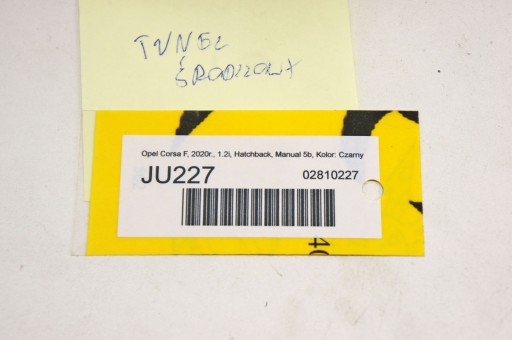 TUNEL
ŚRODKOWY
Opel Corsa F, 2020r., 1.2i, Hatchback, Manual 5b, Kolor: Czarny
JU227
02810227